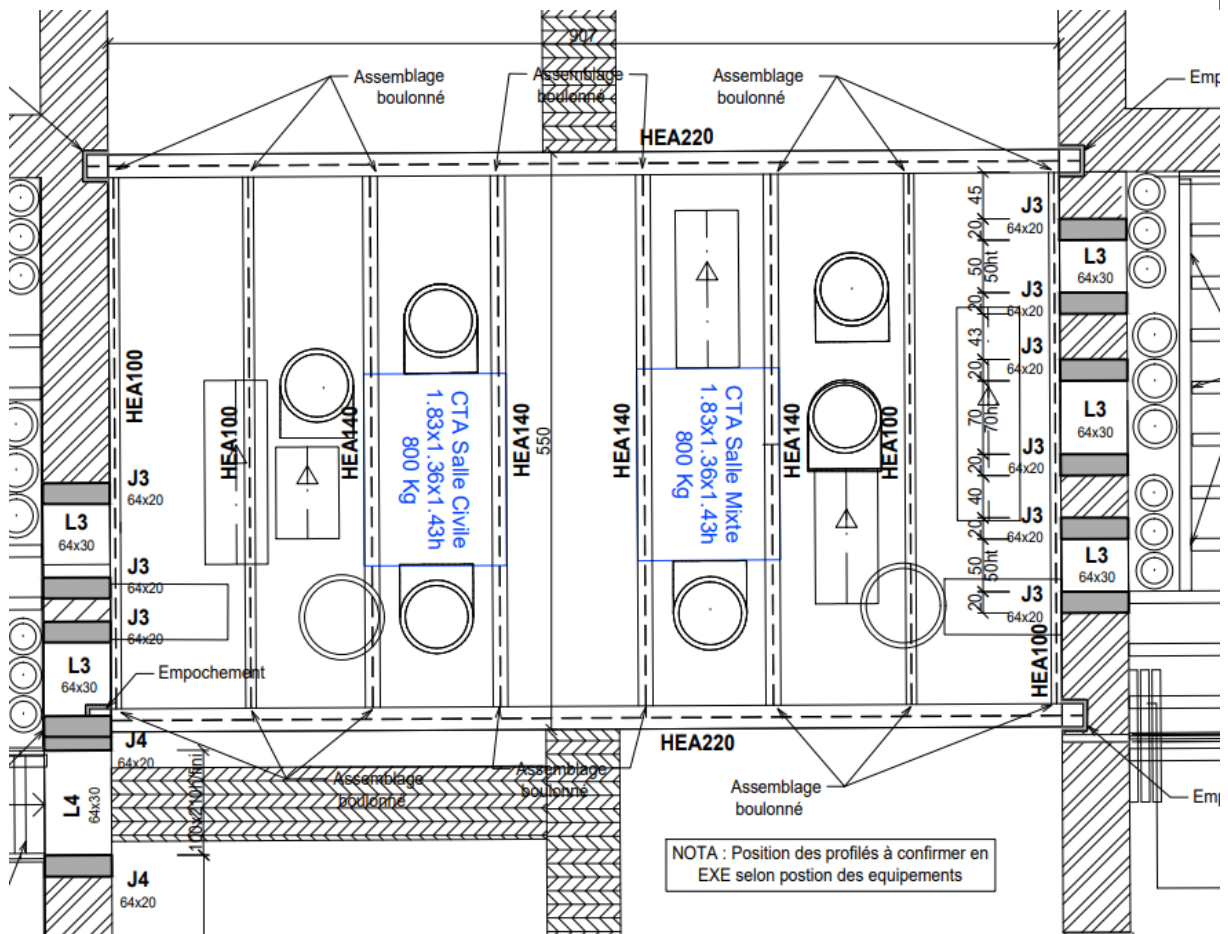 907
Assemblage
boulonné
Assemblage
boulonné
Assemblage
boulonné
Emp
HEA220
45
J3
64x20
20
50
50ht
L3
64x30
J3
64x20
20
43
J3
64x20
20
HEA100
HEA100
HEA140
CTA Salle Civile
1.83x1.36x1.43h
800 Kg
HEA140
550
HEA140
CTA Salle Mixte
1.83x1.36x1.43h
800 Kg
HEA140
HEA100
70
70h
L3
64x30
J3
64x20
20
40
J3
64x20
20
50
50ht
L3
64x30
J3
64x20
20
HEA100
J3
64x20
L3
64x30
J3
64x20
J3
64x20
L3
64x30
Empochement
J4
64x20
HEA220
Assemblage
boulonné
Assemblage
boulonné
Assemblage
boulonné
Emp
L4
64x30
100x210h/fini
J4
64x20
NOTA : Position des profilés à confirmer en
EXE selon postion des equipements